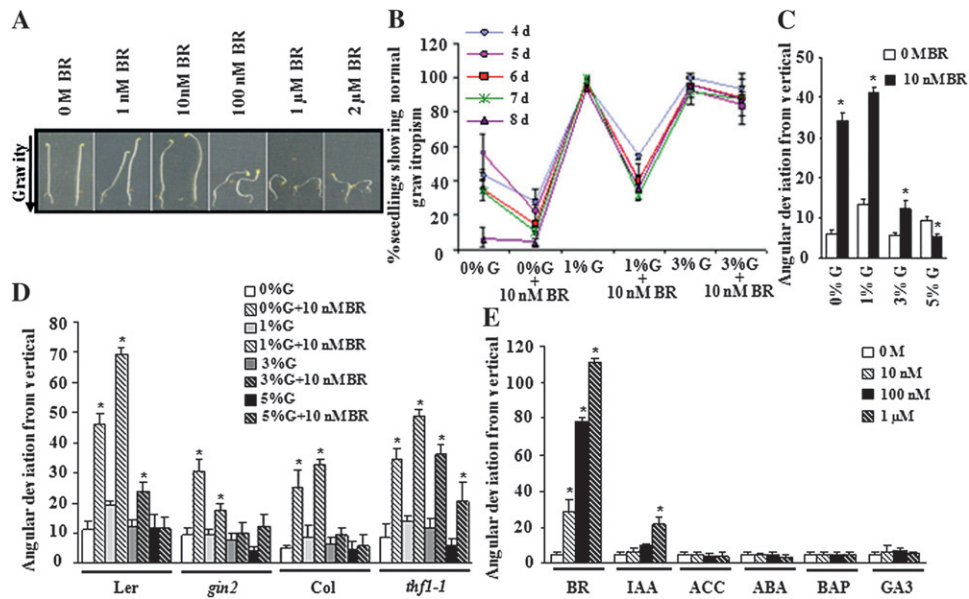 A
0 M BR
1 nM BR
10nM BR
100 nM BR
1 µM BR
2 µM BR
Gravity
B
4 d
5 d
6 d
7 d
8 d
%seedlings showing normal
gravitropism
120
100
80
60
40
20
0
0% G
0% G
+
10 nM BR
1% G
1% G
+
10 nM BR
3% G
3% G
+
10 nM BR
C
0 MBR
10 nMBR
Angular deviation from vertical
50
40
30
20
10
0
* * * *
0% G
1% G
3% G
5% G
D
0%G
0%G+10 nMBR
1%G
1%G+10 nMBR
3%G
3%G+10 nMBR
5%G
5%G+10 nMBR
Angular deviation from vertical
80
70
60
50
40
30
20
10
0
* * * * * * * * * * *
Ler
gin2
Col
thf1-1
E
0 M
10 nM
100 nM
1 µM
Angular deviation from vertical
120
100
80
60
40
20
0
* * * *
BR
IAA
ACC
ABA
BAP
GA3